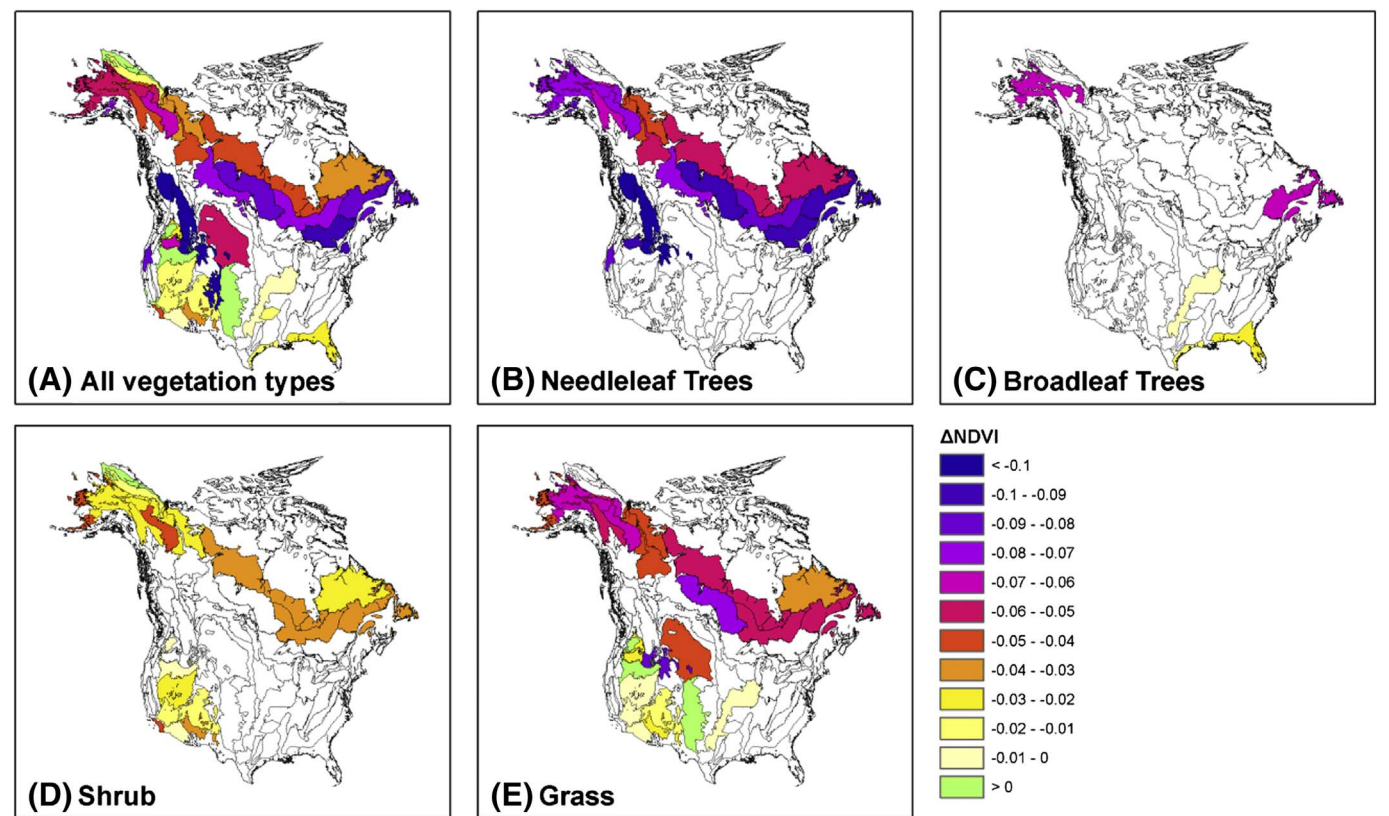 (A) All vegetation types
(B) Needleleaf Trees
(C) Broadleaf Trees
(D) Shrub
(E) Grass
ΔNDVI
< -0.1
-0.1 - -0.09
-0.09 - -0.08
-0.08 - -0.07
-0.07 - -0.06
-0.06 - -0.05
-0.05 - -0.04
-0.04 - -0.03
-0.03 - -0.02
-0.02 - -0.01
-0.01 - 0
> 0